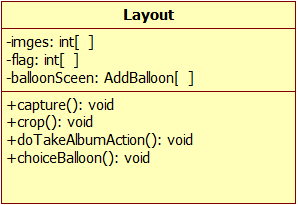 Layout
-imges: int[  ]
-flag: int[  ]
-balloonSceen: AddBalloon[  ]
+capture(): void
+crop(): void
+doTakeAlbumAction(): void
+choiceBalloon(): void